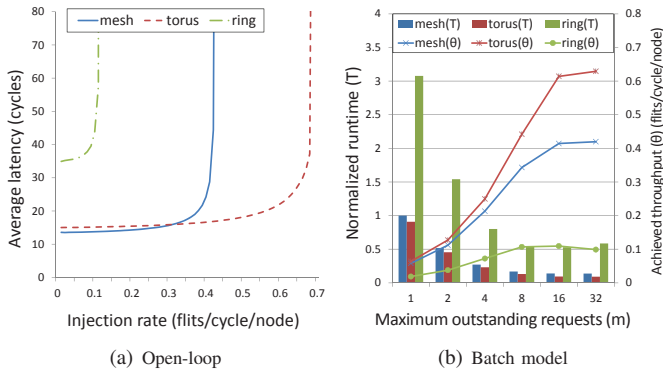 mesh torus ring
80
70
60
50
40
30
20
10
0
Average latency (cycles)
0 0.1 0.2 0.3 0.4 0.5 0.6 0.7
Injection rate (flits/cycle/node)
(a) Open-loop
mesh(T) torus(T) ring(T)
mesh(θ) torus(θ) ring(θ)
4
3.5
3
2.5
2
1.5
1
0.5
0
Normalized runtime (T)
0.8
0.7
0.6
0.5
0.4
0.3
0.2
0.1
0
Achieved throughput (θ) (flits/cycle/node)
1 2 4 8 16 32
Maximum outstanding requests (m)
(b) Batch model